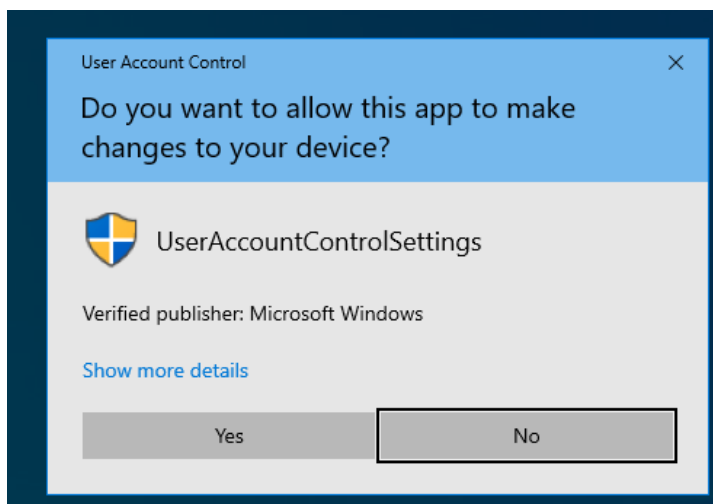 User Account Control
Do you want to allow this app to make
changes to your device?
UserAccountControlSettings
Verified publisher: Microsoft Windows
Show more details
Yes
No